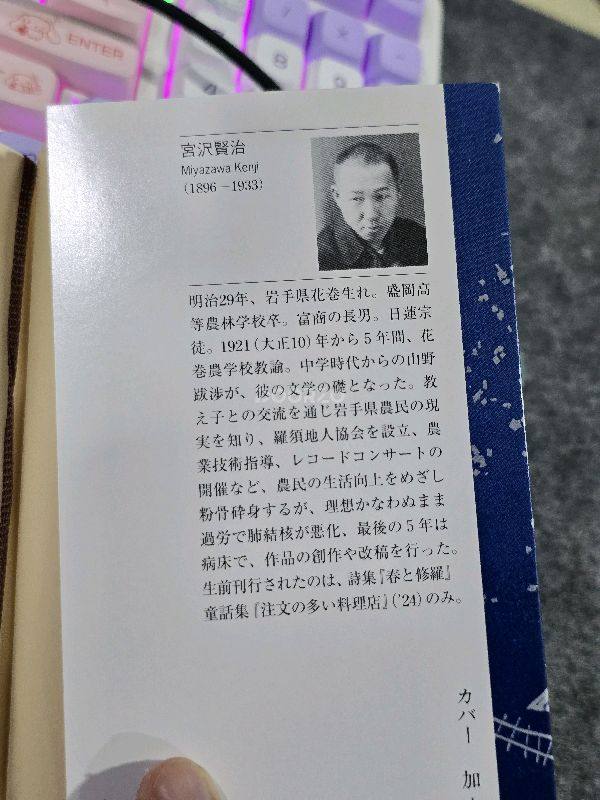 ENTER
8
9
宮沢賢治
Miyazawa Kenji
(1896－1933)
明治29年、岩手県花巻生れ。盛岡高
等農林学校卒。富商の長男。日蓮宗
徒。1921（大正10）年から5年間、花
巻農学校教諭。中学時代からの山野
跋渉が、彼の文学の礎となった。教
え子との交流を通じ岩手県農民の現
実を知り、羅須地人協会を設立、農
業技術指導、レコードコンサートの
開催など、農民の生活向上をめざし
粉骨砕身するが、理想かなわぬまま
過労で肺結核が悪化、最後の5年は
病床で、作品の創作や改稿を行った。
生前刊行されたのは、詩集『春と修羅』
童話集『注文の多い料理店』（'24）のみ。
カバー 加